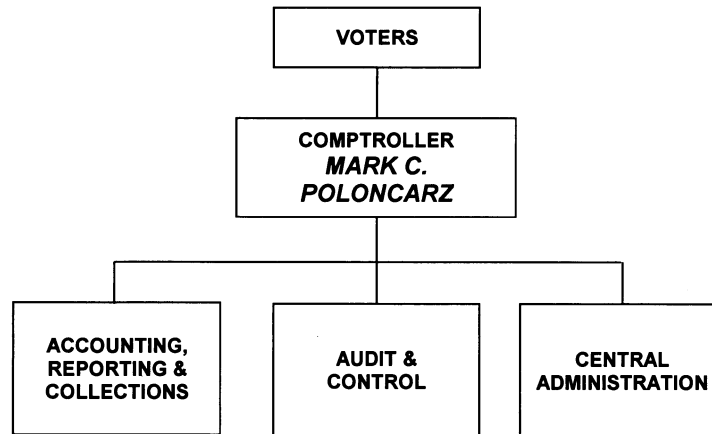 VOTERS
COMPTROLLER
MARK C.
POLONCARZ
ACCOUNTING,
REPORTING &
COLLECTIONS
AUDIT &
CONTROL
CENTRAL
ADMINISTRATION